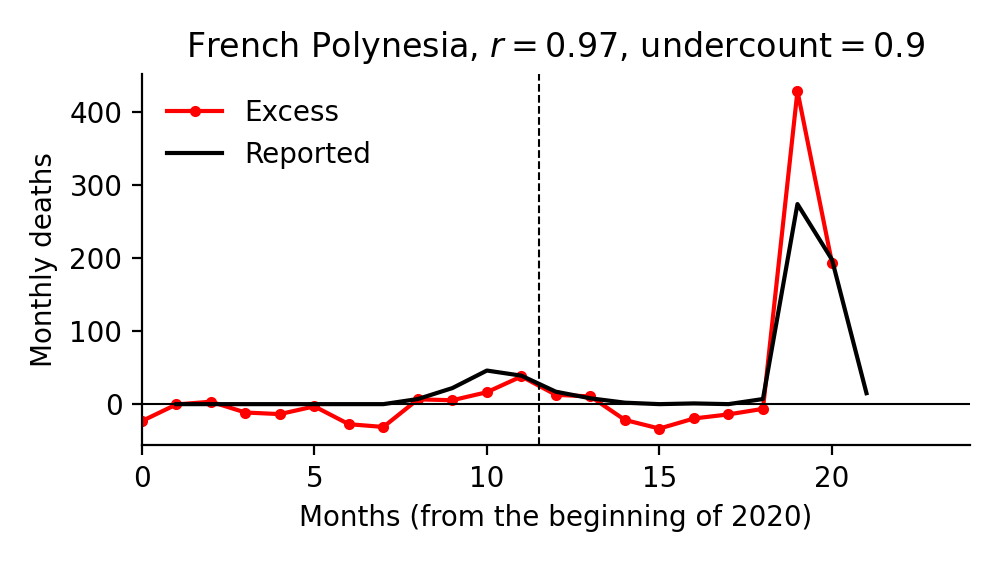 French Polynesia, r = 0.97, undercount = 0.9
Excess
Reported
Monthly deaths
400
300
200
100
0
0 5 10 15 20
Months (from the beginning of 2020)